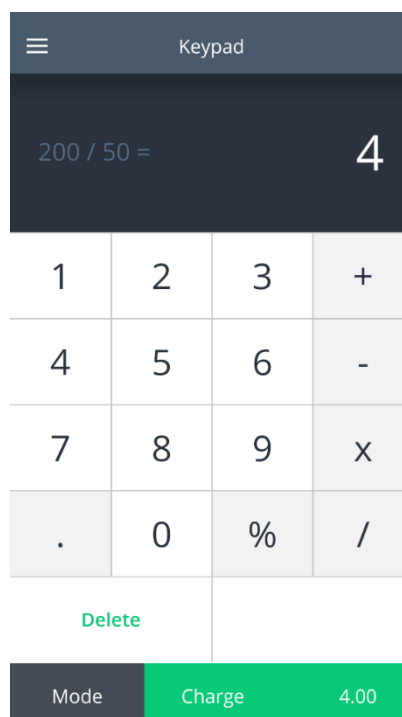 Keypad
200 / 50 = 4
1 2 3 +
4 5 6 -
7 8 9 x
. 0 % /
Delete
Mode Charge 4.00